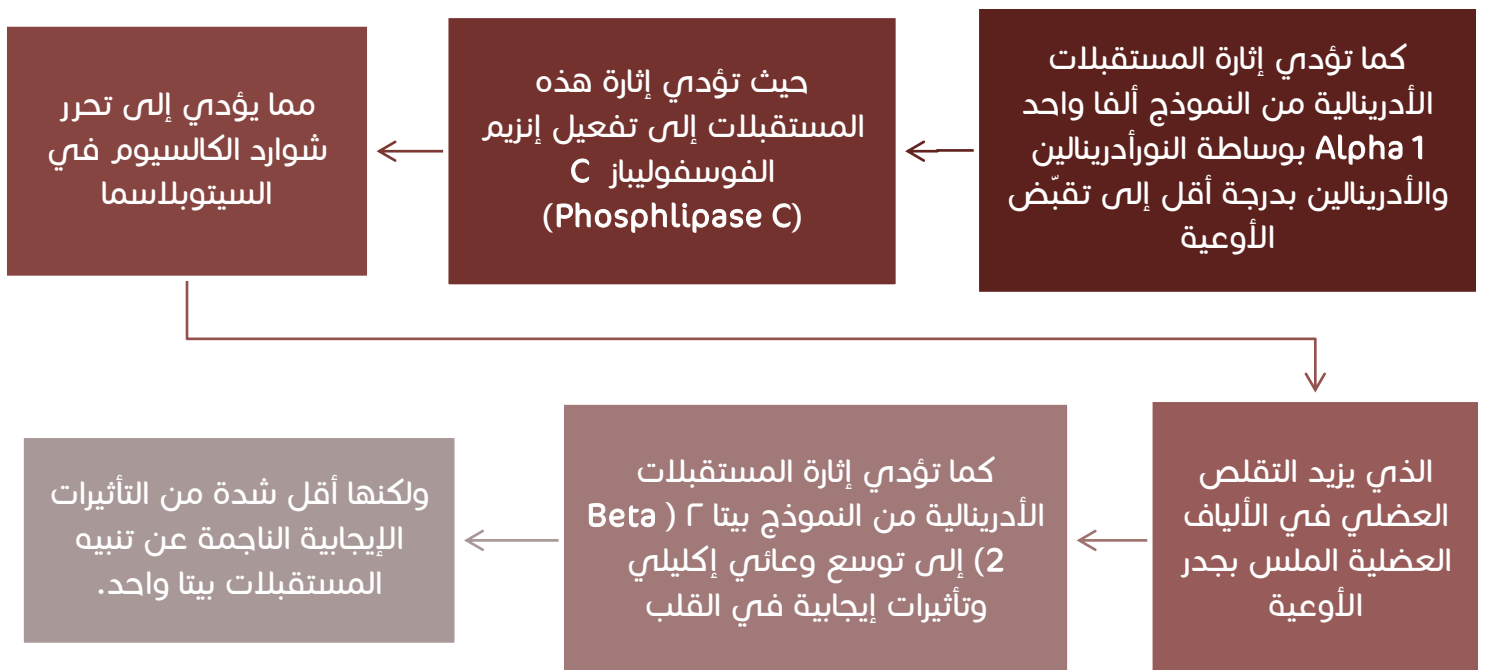 كما تؤدي إثارة المستقبلات
الأدرينالية من النموذج ألفا واحد
Alpha 1 بوساطة النورأدرينالين
والأدرينالين بدرجة أقل إلى تقبّض
الأوعية
حيث تؤدي إثارة هذه
المستقبلات إلى تفعيل إنزيم
الفوسفوليباز C
(Phosphlipase C)
مما يؤدي إلى تحرر
شوارد الكالسيوم في
السيتوبلاسما
الذي يزيد التقلص
العضلي في الألياف
العضلية الملس بجدر
الأوعية
كما تؤدي إثارة المستقبلات
الأدرينالية من النموذج بيتا ٢ ( Beta
2) إلى توسع وعائي إكليلي
وتأثيرات إيجابية في القلب
ولكنها أقل شدة من التأثيرات
الإيجابية الناجمة عن تنبيه
المستقبلات بيتا واحد.